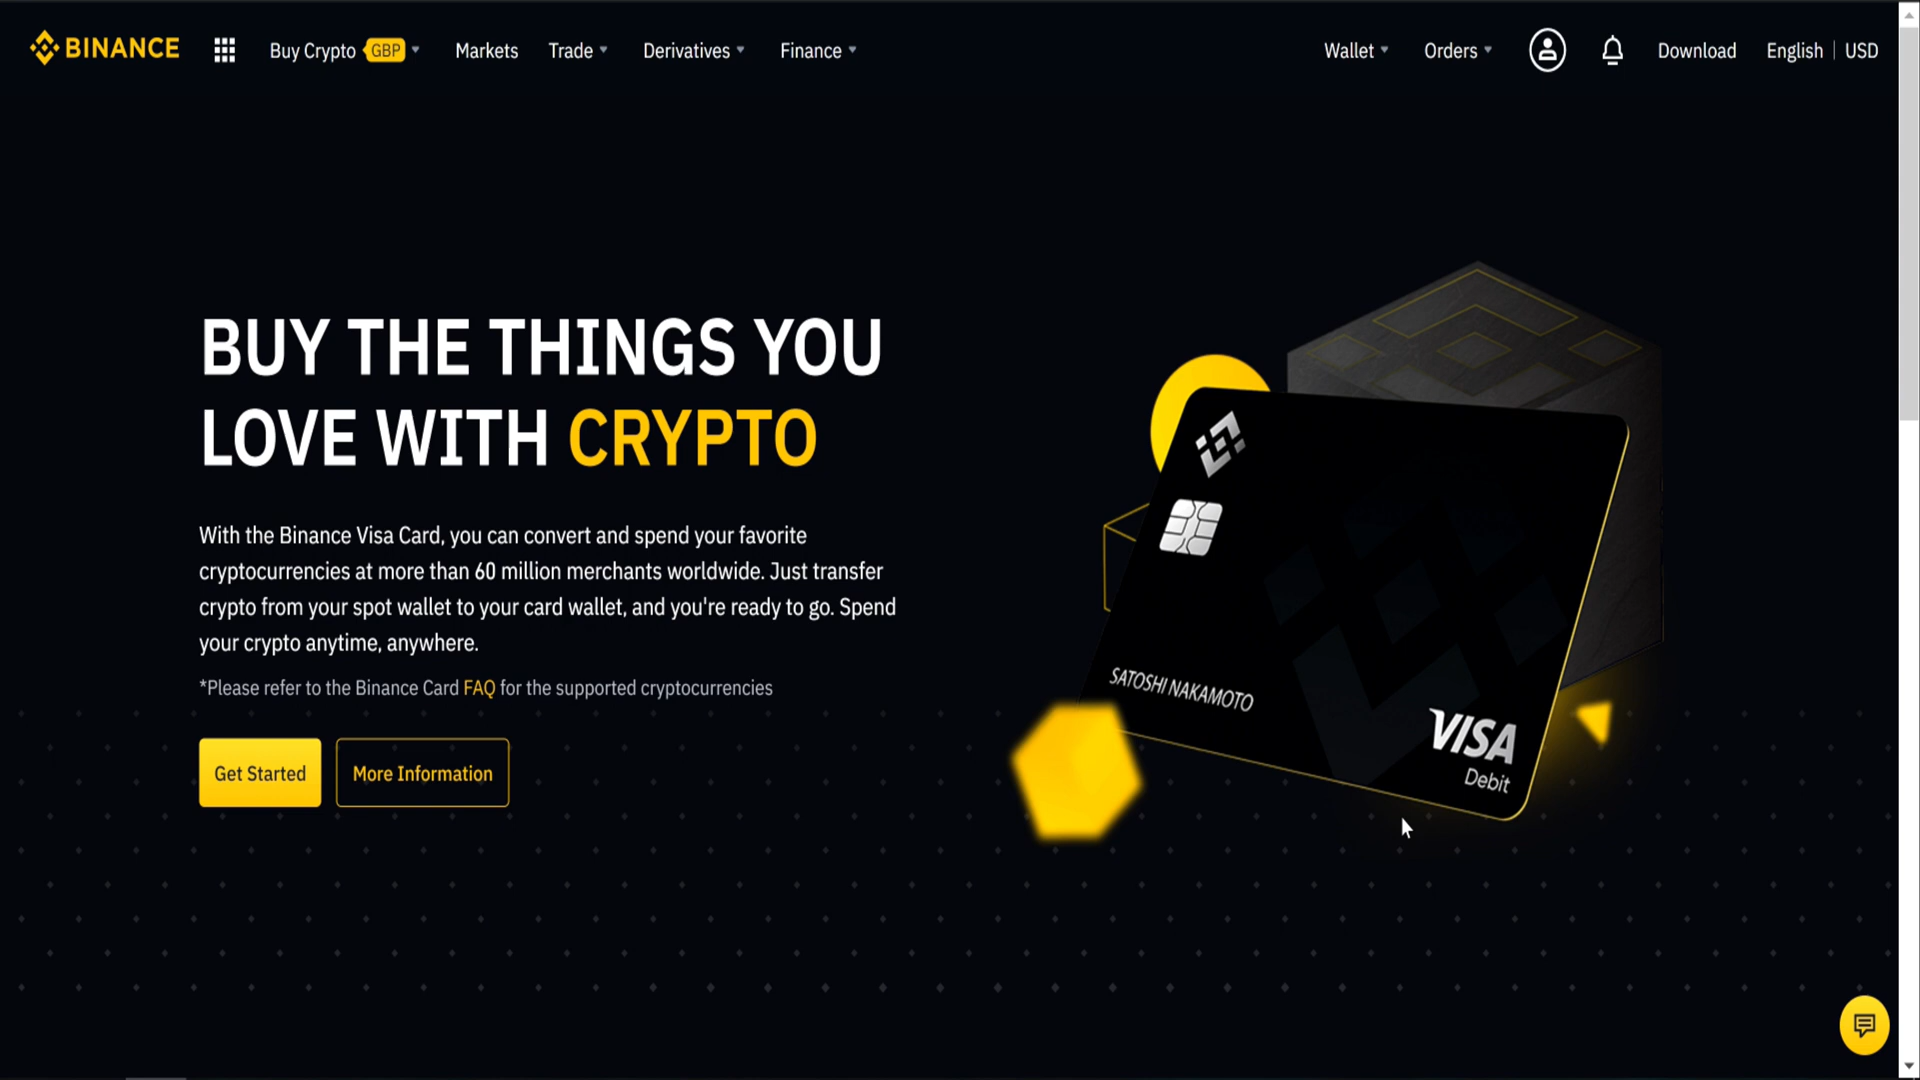 BINANCE
Buy Crypto GBP
Markets
Trade
Derivatives
Finance
Wallet
Orders
Download
English | USD
BUY THE THINGS YOU
LOVE WITH CRYPTO
With the Binance Visa Card, you can convert and spend your favorite
cryptocurrencies at more than 60 million merchants worldwide. Just transfer
crypto from your spot wallet to your card wallet, and you're ready to go. Spend
your crypto anytime, anywhere.
*Please refer to the Binance Card FAQ for the supported cryptocurrencies
Get Started
More Information
SATOSHI NAKAMOTO
VISA
Debit